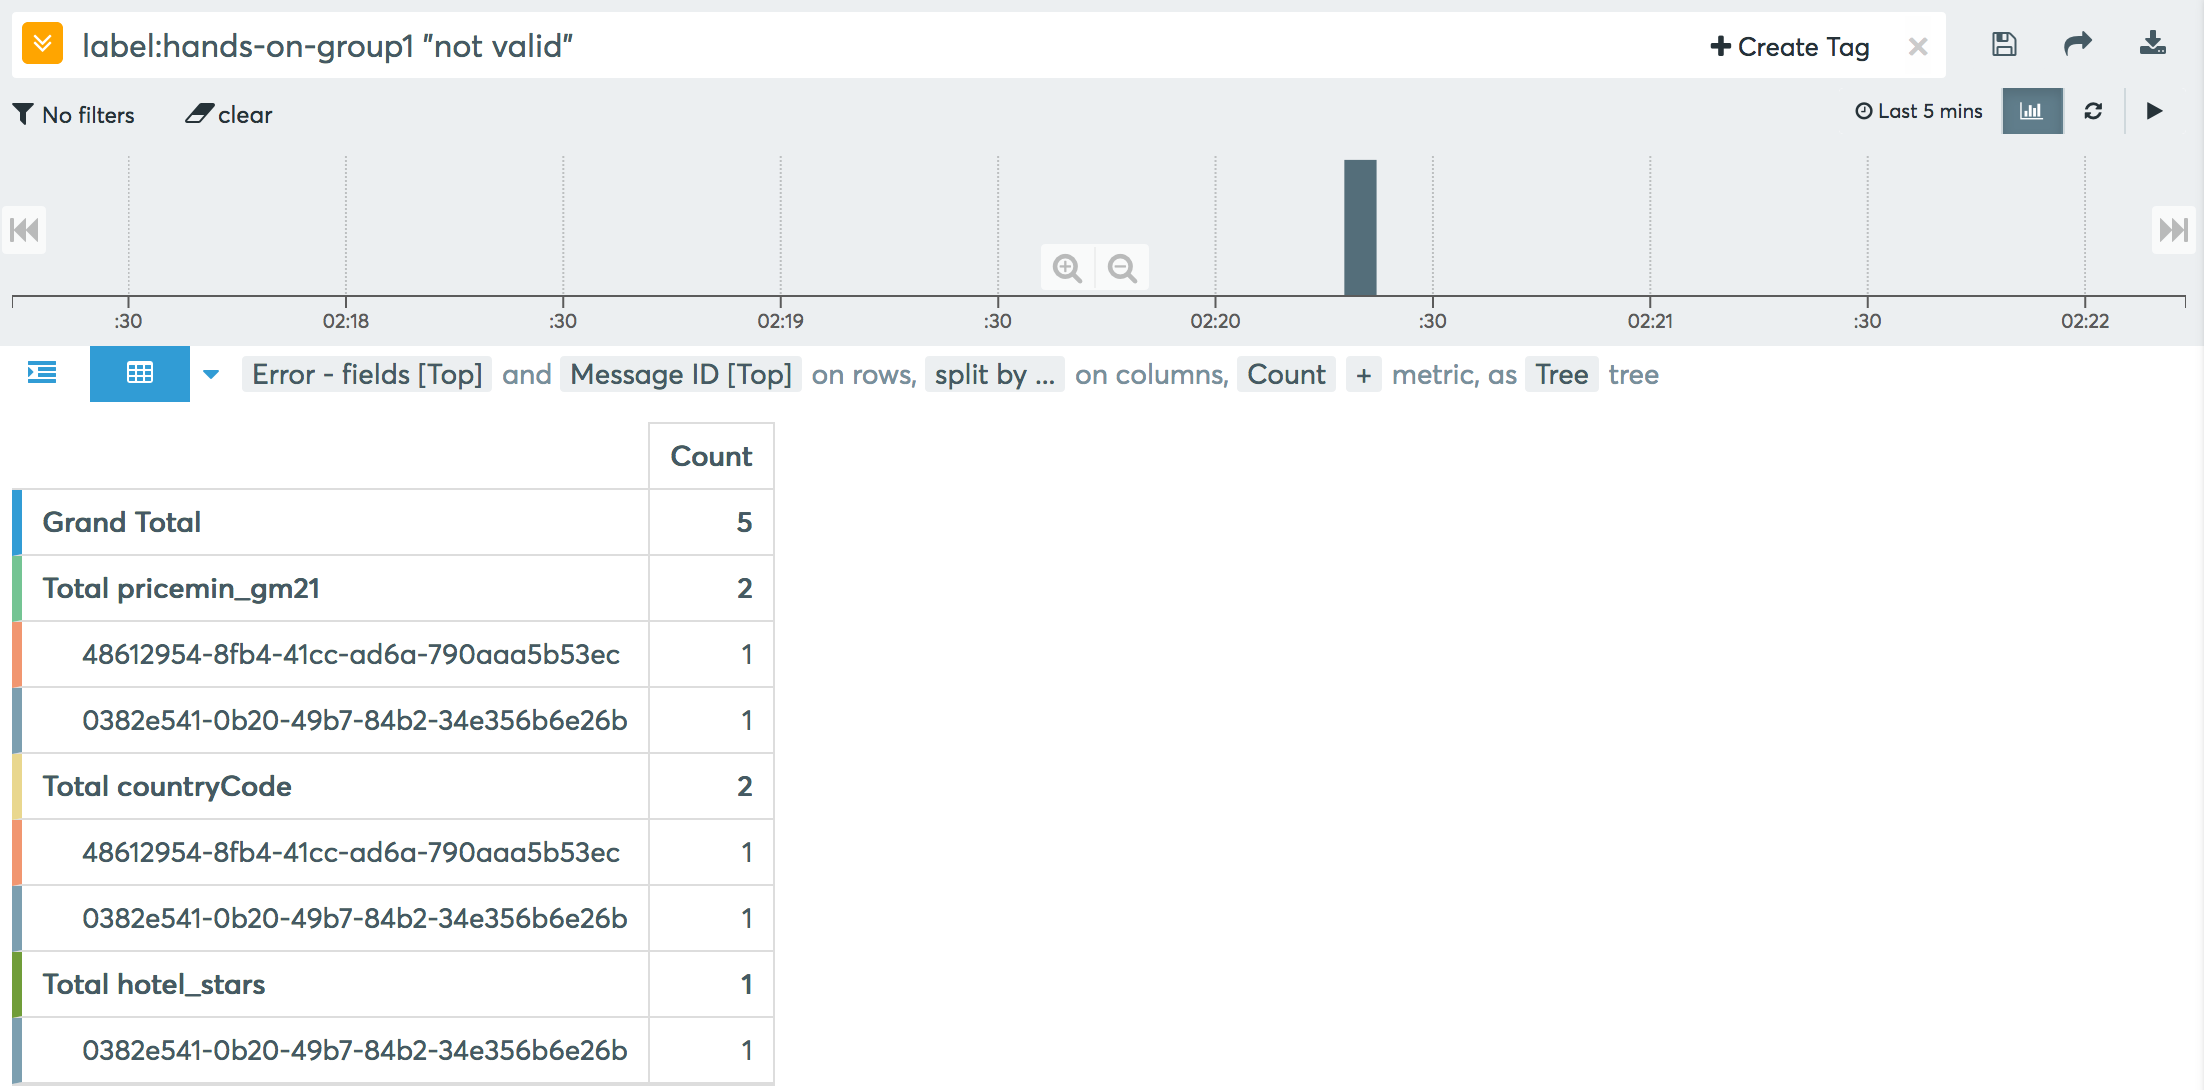 label:hands-on-group1 "not valid"
+ Create Tag ×
No filters clear
Last 5 mins
:30 02:18 :30 02:19 :30 02:20 :30 02:21 :30 02:22
Error - fields [Top] and Message ID [Top] on rows, split by ... on columns, Count + metric, as Tree tree
Count
Grand Total 5
Total pricemin_gm21 2
48612954-8fb4-41cc-ad6a-790aaa5b53ec 1
0382e541-0b20-49b7-84b2-34e356b6e26b 1
Total countryCode 2
48612954-8fb4-41cc-ad6a-790aaa5b53ec 1
0382e541-0b20-49b7-84b2-34e356b6e26b 1
Total hotel_stars 1
0382e541-0b20-49b7-84b2-34e356b6e26b 1